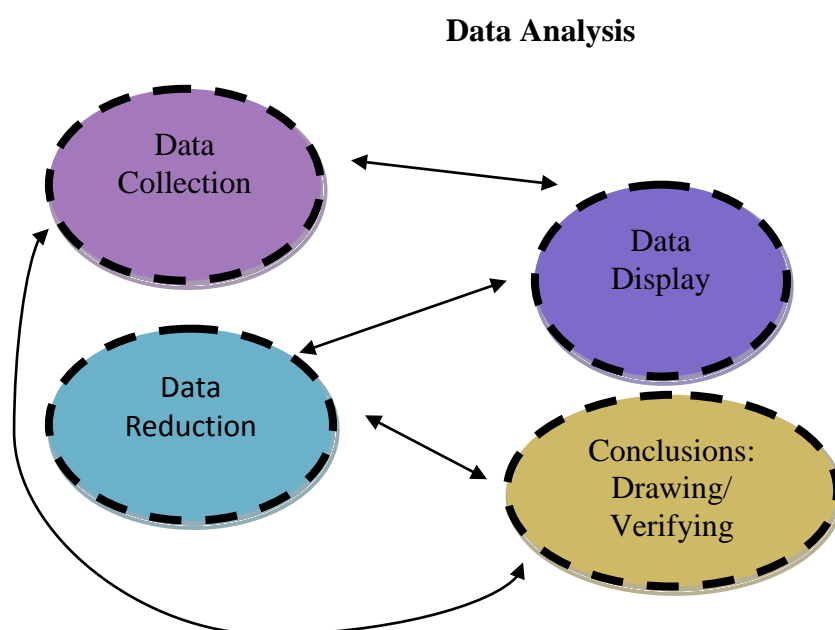 Data Analysis
Data
Collection
Data
Display
Data
Reduction
Conclusions:
Drawing/
Verifying